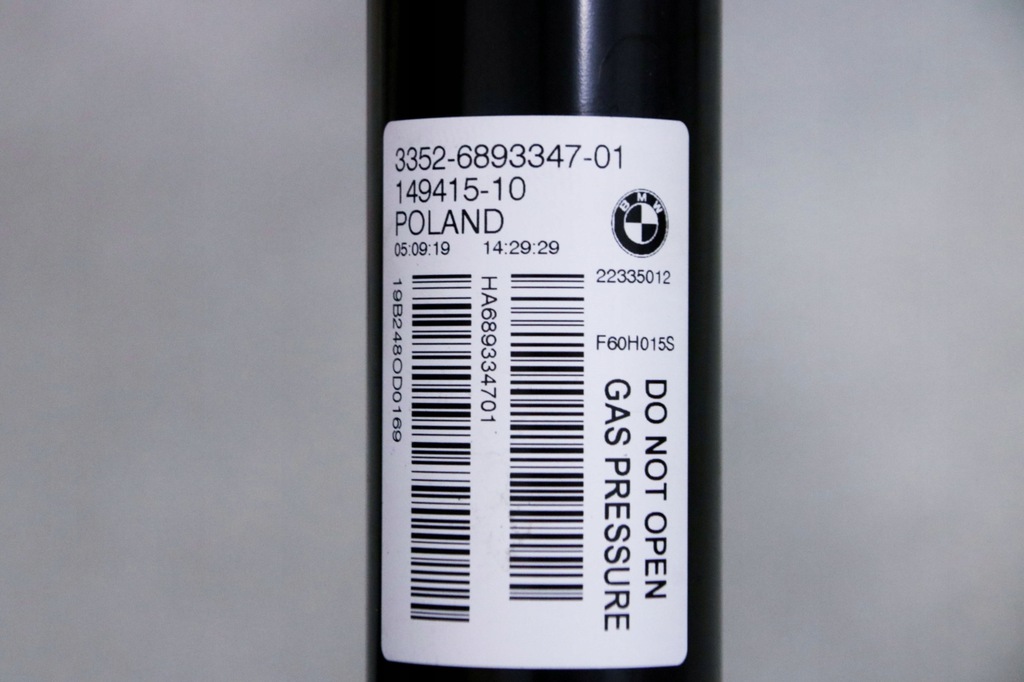 3352-6893347-01
149415-10
POLAND
05:09:19 14:29:29
BMW
22335012
F60H015S
19B248OD0169
HA689334701
DO NOT OPEN
GAS PRESSURE